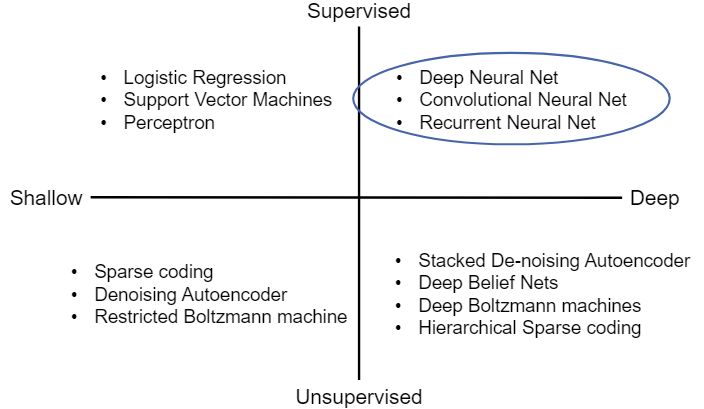 Supervised
• Logistic Regression
• Support Vector Machines
• Perceptron
• Deep Neural Net
• Convolutional Neural Net
• Recurrent Neural Net
Shallow
Deep
• Sparse coding
• Denoising Autoencoder
• Restricted Boltzmann machine
• Stacked De-noising Autoencoder
• Deep Belief Nets
• Deep Boltzmann machines
• Hierarchical Sparse coding
Unsupervised